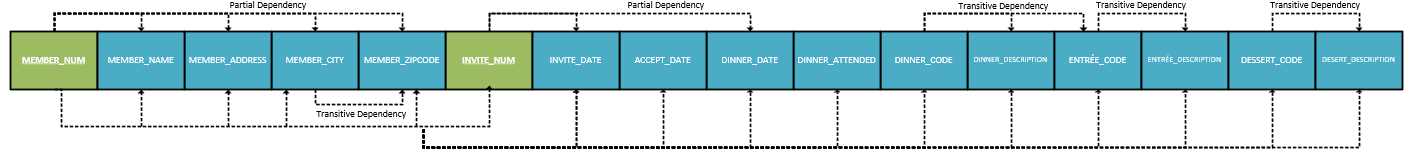 Partial Dependency
Partial Dependency
Transitive Dependency
Transitive Dependency
Transitive Dependency
MEMBER_NUM
MEMBER_NAME
MEMBER_ADDRESS
MEMBER_CITY
MEMBER_ZIPCODE
INVITE_NUM
INVITE_DATE
ACCEPT_DATE
DINNER_DATE
DINNER_ATTENDED
DINNER_CODE
DINNER_DESCRIPTION
ENTRÉE_CODE
ENTRÉE_DESCRIPTION
DESSERT_CODE
DESERT_DESCRIPTION
Transitive Dependency